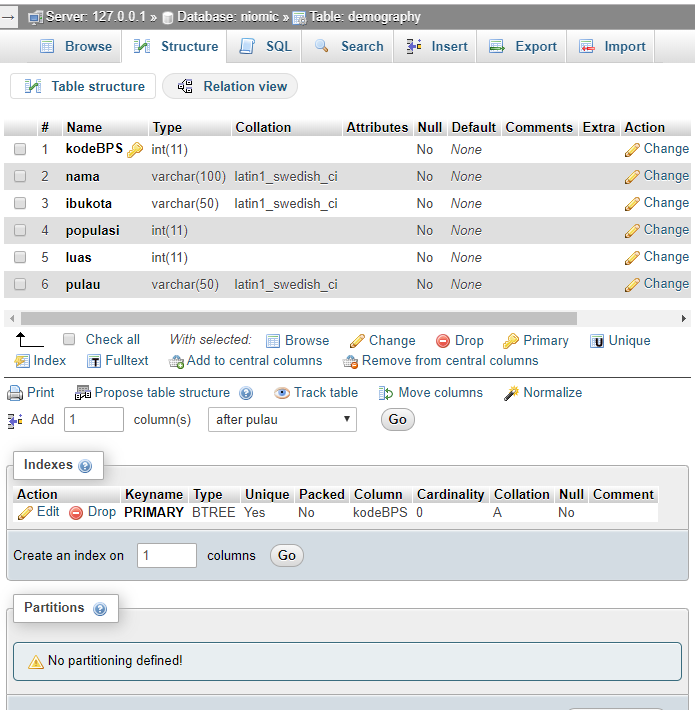 Server: 127.0.0.1 » Database: niomic » Table: demography
Browse Structure SQL Search Insert Export Import
Table structure Relation view
# Name Type Collation Attributes Null Default Comments Extra Action
1 kodeBPS int(11) No None Change
2 nama varchar(100) latin1_swedish_ci No None Change
3 ibukota varchar(50) latin1_swedish_ci No None Change
4 populasi int(11) No None Change
5 luas int(11) No None Change
6 pulau varchar(50) latin1_swedish_ci No None Change
Check all With selected: Browse Change Drop Primary Unique
Index Fulltext Add to central columns Remove from central columns
Print Propose table structure Track table Move columns Normalize
Add 1 column(s) after pulau Go
Indexes
Action Keyname Type Unique Packed Column Cardinality Collation Null Comment
Edit Drop PRIMARY BTREE Yes No kodeBPS 0 A No
Create an index on 1 columns Go
Partitions
No partitioning defined!